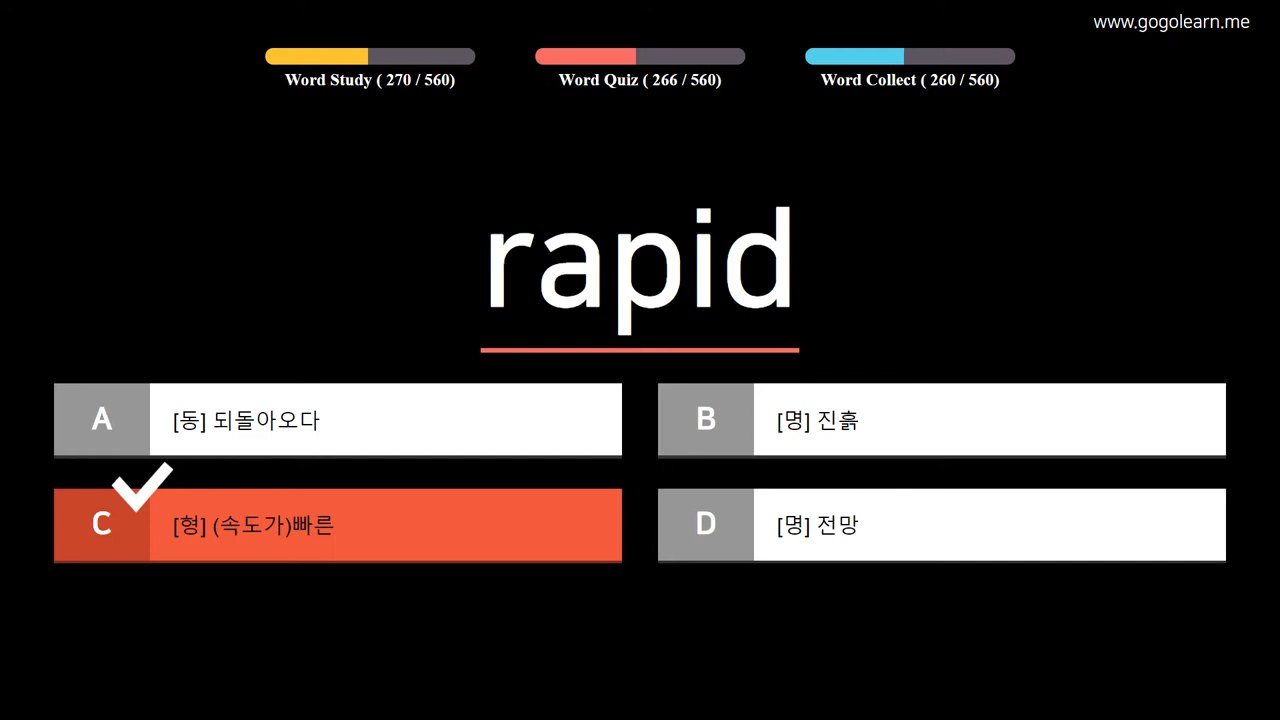 www.gogolearn.me
Word Study ( 270 / 560)
Word Quiz ( 266 / 560)
Word Collect ( 260 / 560)
rapid
A [동] 되돌아오다
B [명] 진흙
C [형] (속도가)빠른
D [명] 전망